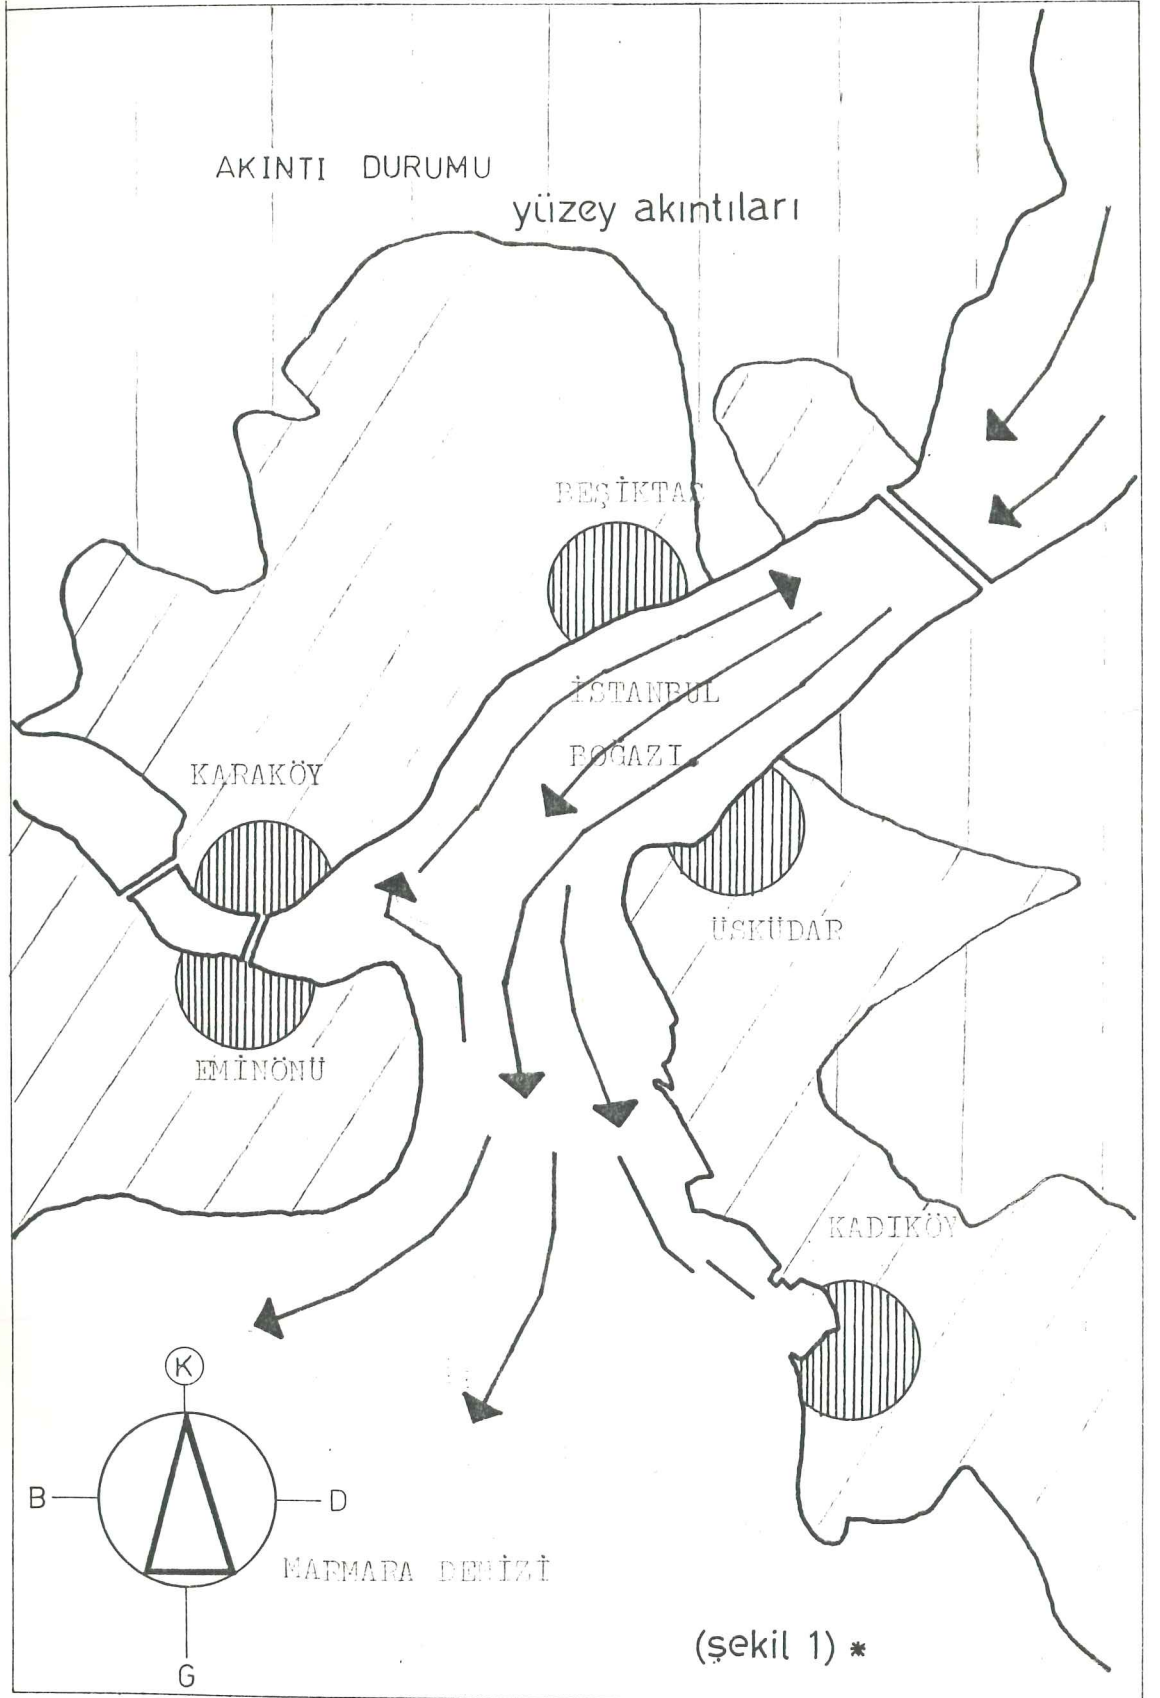 AKINTI DURUMU
yüzey akıntıları
BEŞİKTAŞ
İSTANBUL
BOĞAZI
KARAKÖY
ÜSKÜDAR
EMİNÖNÜ
KADIKÖY
K
B
D
MARMARA DENİZİ
G
(şekil 1) *